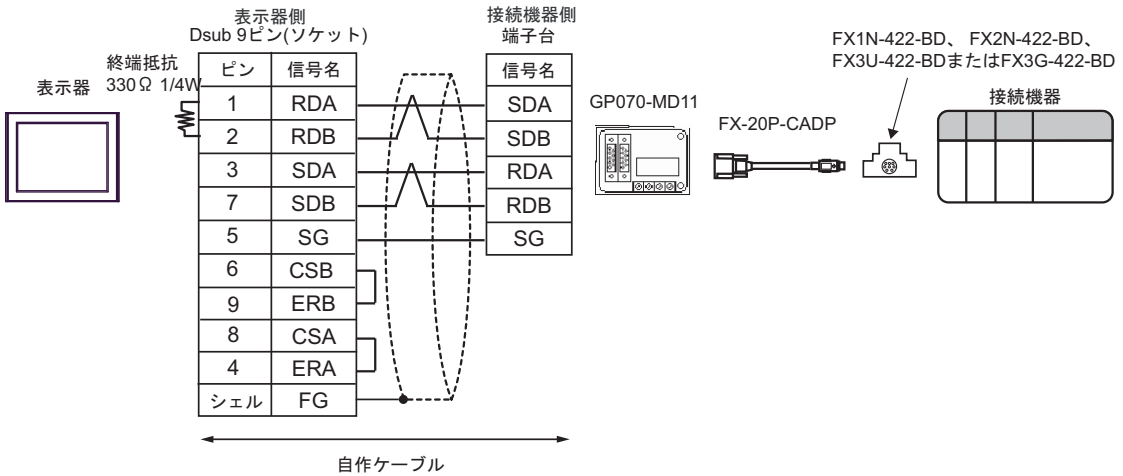 表示器側
Dsub 9ピン(ソケット)
接続機器側
端子台
表示器
終端抵抗
330Ω 1/4W
ピン 信号名
1 RDA
2 RDB
3 SDA
7 SDB
5 SG
6 CSB
9 ERB
8 CSA
4 ERA
シェル FG
信号名
SDA
SDB
RDA
RDB
SG
自作ケーブル
GP070-MD11
FX-20P-CADP
FX1N-422-BD、 FX2N-422-BD、
FX3U-422-BDまたはFX3G-422-BD
接続機器